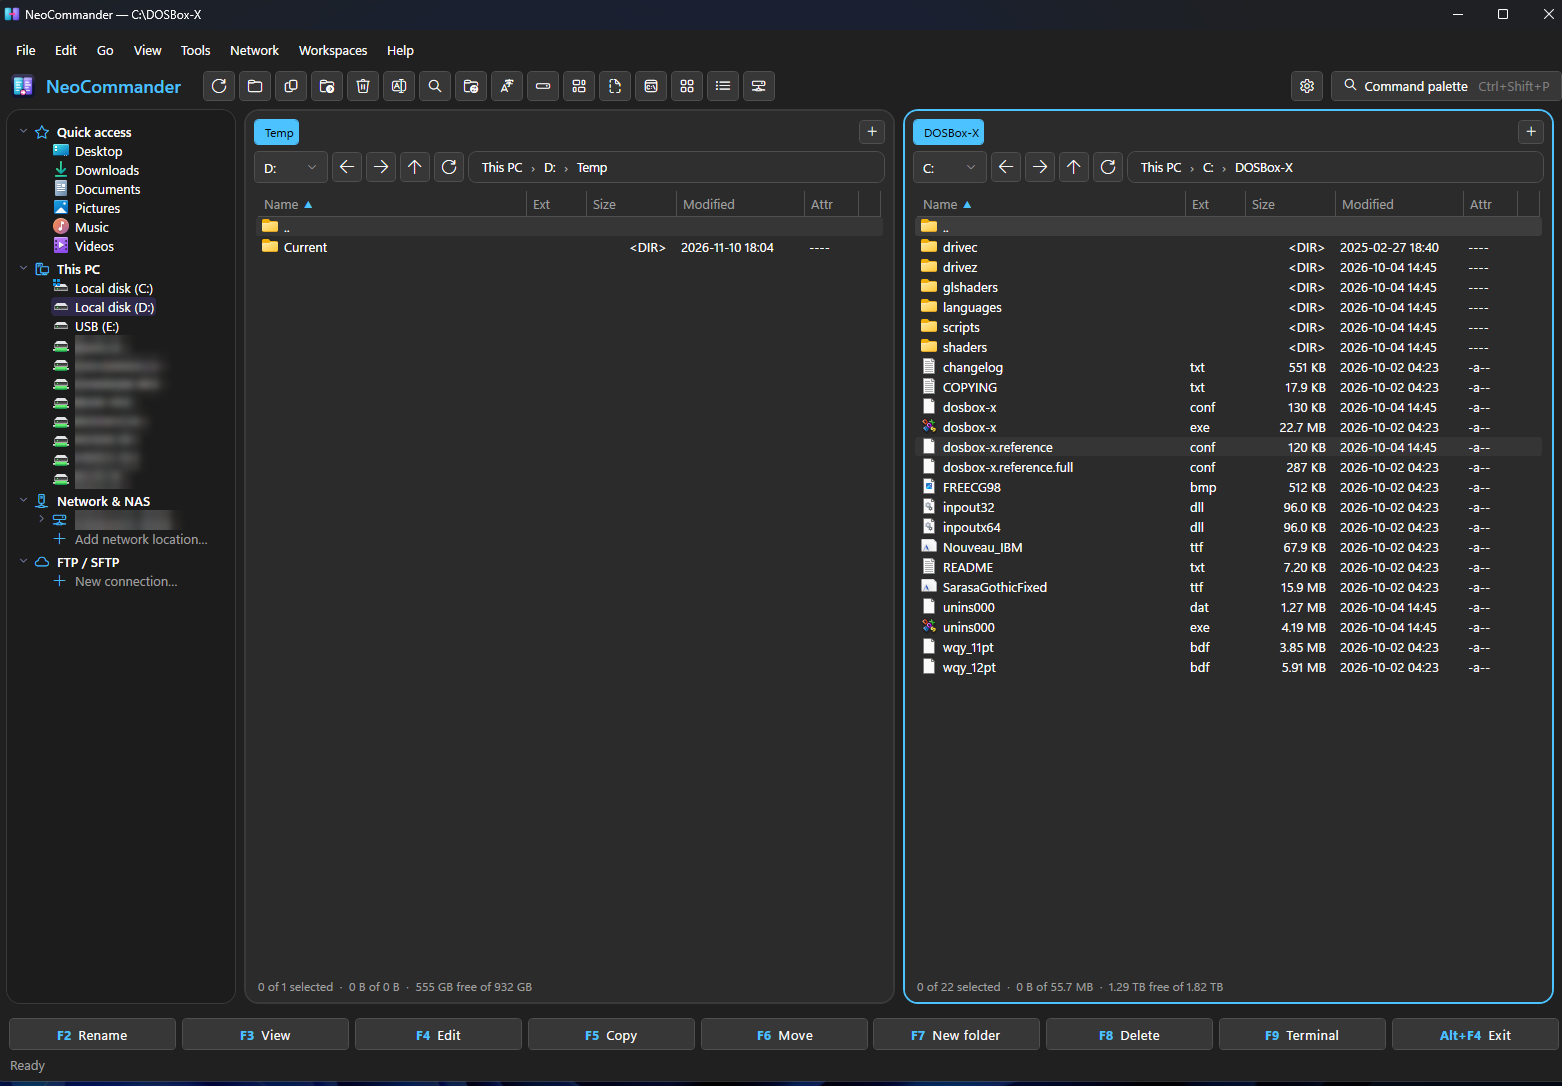 NeoCommander — C:\DOSBox-X
File Edit Go View Tools Network Workspaces Help
NeoCommander
Command palette Ctrl+Shift+P
Quick access
Desktop
Downloads
Documents
Pictures
Music
Videos
This PC
Local disk (C:)
Local disk (D:)
USB (E:)
Network & NAS
Add network location...
FTP / SFTP
New connection...
Temp
D: This PC › D: › Temp
Name Ext Size Modified Attr
..
Current <DIR> 2026-11-10 18:04 ----
0 of 1 selected · 0 B of 0 B · 555 GB free of 932 GB
DOSBox-X
C: This PC › C: › DOSBox-X
Name Ext Size Modified Attr
..
drivec <DIR> 2025-02-27 18:40 ----
drivez <DIR> 2026-10-04 14:45 ----
glshaders <DIR> 2026-10-04 14:45 ----
languages <DIR> 2026-10-04 14:45 ----
scripts <DIR> 2026-10-04 14:45 ----
shaders <DIR> 2026-10-04 14:45 ----
changelog txt 551 KB 2026-10-02 04:23 -a--
COPYING txt 17.9 KB 2026-10-02 04:23 -a--
dosbox-x conf 130 KB 2026-10-04 14:45 -a--
dosbox-x exe 22.7 MB 2026-10-02 04:23 -a--
dosbox-x.reference conf 120 KB 2026-10-04 14:45 -a--
dosbox-x.reference.full conf 287 KB 2026-10-02 04:23 -a--
FREECG98 bmp 512 KB 2026-10-02 04:23 -a--
inpout32 dll 96.0 KB 2026-10-02 04:23 -a--
inpoutx64 dll 96.0 KB 2026-10-02 04:23 -a--
Nouveau_IBM ttf 67.9 KB 2026-10-02 04:23 -a--
README txt 7.20 KB 2026-10-02 04:23 -a--
SarasaGothicFixed ttf 15.9 MB 2026-10-02 04:23 -a--
unins000 dat 1.27 MB 2026-10-04 14:45 -a--
unins000 exe 4.19 MB 2026-10-04 14:45 -a--
wqy_11pt bdf 3.85 MB 2026-10-02 04:23 -a--
wqy_12pt bdf 5.91 MB 2026-10-02 04:23 -a--
0 of 22 selected · 0 B of 55.7 MB · 1.29 TB free of 1.82 TB
F2 Rename F3 View F4 Edit F5 Copy F6 Move F7 New folder F8 Delete F9 Terminal Alt+F4 Exit
Ready